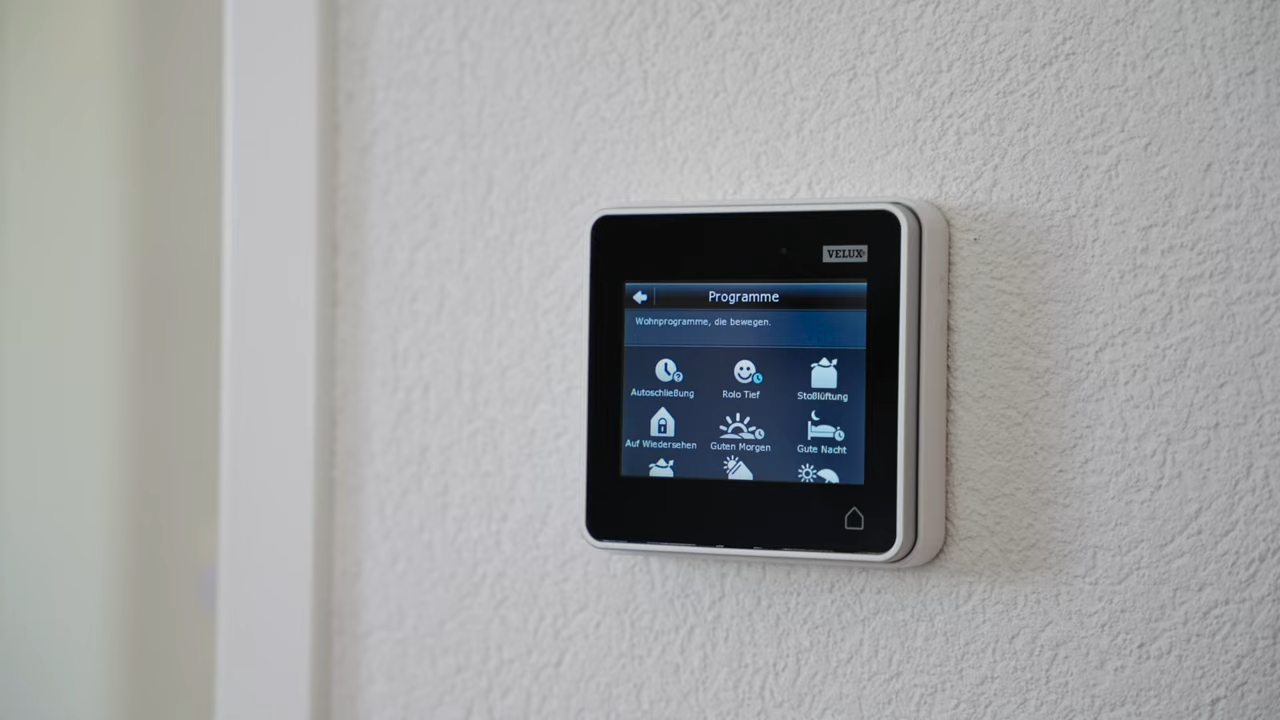 VELUX
Programme
Wohnprogramme, die bewegen.
Autoschließung
Rolo Tief
Stoßlüftung
Auf Wiedersehen
Guten Morgen
Gute Nacht